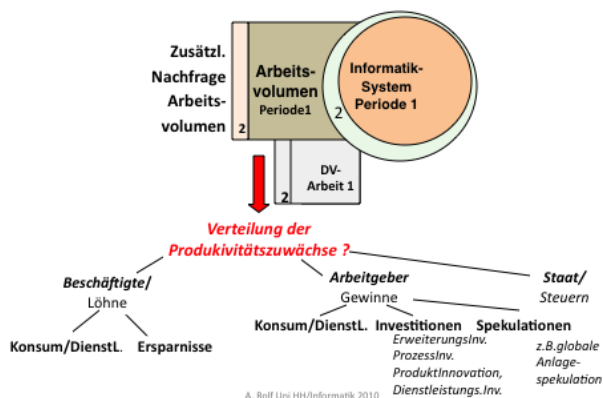 Zusätzl.
Nachfrage
Arbeits-
volumen
2
Arbeits-
volumen
Periode1
2
Informatik-
System
Periode 1
2
DV-
Arbeit 1
Verteilung der
Produkivitätszuwächse ?
Beschäftigte/
Löhne
Konsum/DienstL. Ersparnisse
Arbeitgeber
Gewinne
Konsum/DienstL. Investitionen Spekulationen
ErweiterungsInv.
ProzessInv.
ProduktInnovation,
Dienstleistungs.Inv.
z.B.globale
Anlage-
spekulation
Staat/
Steuern
A. Rolf Uni HH/Informatik 2010